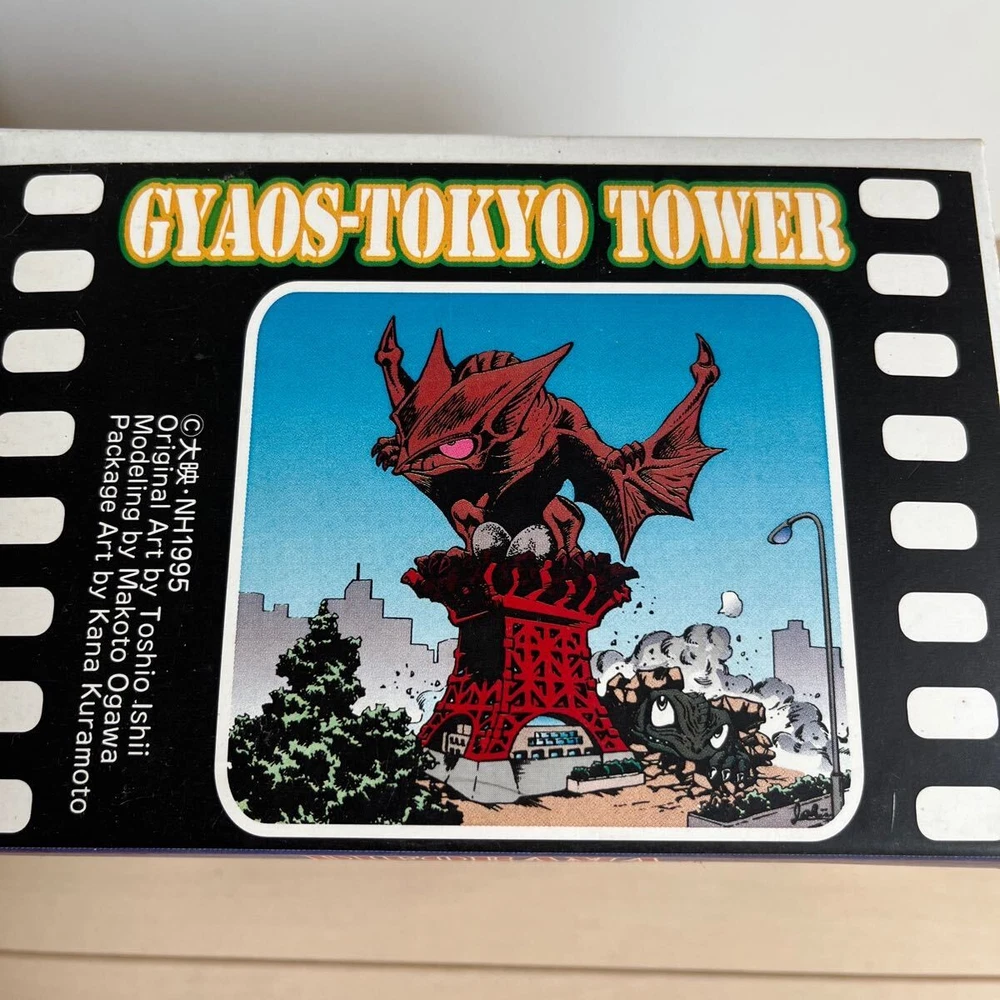 GYAOS-TOKYO TOWER
©大映・NH1995
Original Art by Toshio Ishii
Modeling by Makoto Ogawa
Package Art by Kana Kuramoto